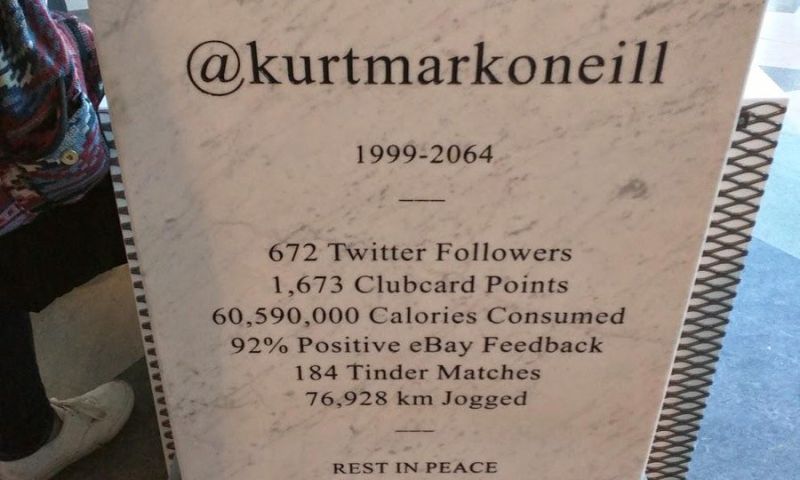 @kurtmarkoneill
1999-2064
672 Twitter Followers
1,673 Clubcard Points
60,590,000 Calories Consumed
92% Positive eBay Feedback
184 Tinder Matches
76,928 km Jogged
REST IN PEACE